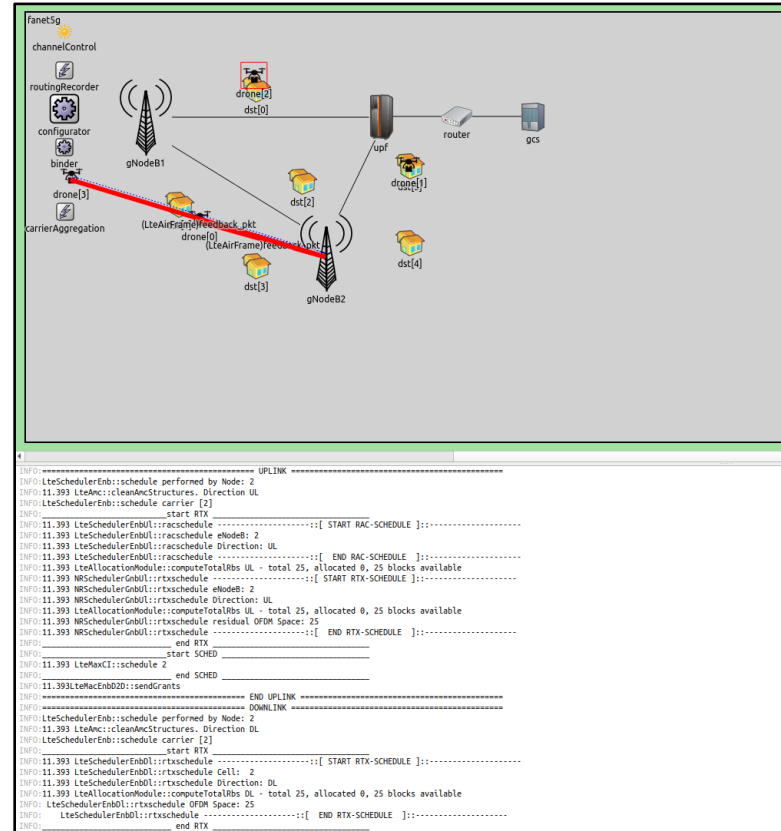 fanet5g
channelControl
routingRecorder
configurator
binder
drone[3]
carrierAggregation
gNodeB1
drone[2]
dst[0]
upf
router
gcs
dst[2]
drone[1]
(LteAirFrame)feedback_pkt
drone[0]
dst[3]
dst[4]
gNodeB2
INFO:============================================= UPLINK =============================================
INFO:LteSchedulerEnb::schedule performed by Node: 2
INFO:11.393 LteAmc::cleanAmcStructures. Direction UL
INFO:LteSchedulerEnb::schedule carrier [2]
INFO:__________________________start RTX ________________________________
INFO:11.393 LteSchedulerEnbUl::racschedule --------------------::[ START RAC-SCHEDULE ]::--------------------
INFO:11.393 LteSchedulerEnbUl::racschedule eNodeB: 2
INFO:11.393 LteSchedulerEnbUl::racschedule Direction: UL
INFO:11.393 LteSchedulerEnbUl::racschedule --------------------::[  END RAC-SCHEDULE  ]::--------------------
INFO:11.393 LteAllocationModule::computeTotalRbs UL - total 25, allocated 0, 25 blocks available
INFO:11.393 NRSchedulerGnbUl::rtxschedule --------------------::[ START RTX-SCHEDULE ]::--------------------
INFO:11.393 NRSchedulerGnbUl::rtxschedule eNodeB: 2
INFO:11.393 NRSchedulerGnbUl::rtxschedule Direction: UL
INFO:11.393 LteAllocationModule::computeTotalRbs UL - total 25, allocated 0, 25 blocks available
INFO:11.393 NRSchedulerGnbUl::rtxschedule residual OFDM Space: 25
INFO:11.393 NRSchedulerGnbUl::rtxschedule --------------------::[  END RTX-SCHEDULE  ]::--------------------
INFO:____________________________ end RTX ________________________________
INFO:__________________________start SCHED ______________________________
INFO:11.393 LteMaxCI::schedule 2
INFO:____________________________ end SCHED ______________________________
INFO:11.393LteMacEnbD2D::sendGrants
INFO:============================================ END UPLINK ============================================
INFO:============================================ DOWNLINK ============================================
INFO:LteSchedulerEnb::schedule performed by Node: 2
INFO:11.393 LteAmc::cleanAmcStructures. Direction DL
INFO:LteSchedulerEnb::schedule carrier [2]
INFO:__________________________start RTX ________________________________
INFO:11.393 LteSchedulerEnbDl::rtxschedule --------------------::[ START RTX-SCHEDULE ]::--------------------
INFO:11.393 LteSchedulerEnbDl::rtxschedule Cell:  2
INFO:11.393 LteSchedulerEnbDl::rtxschedule Direction: DL
INFO:11.393 LteAllocationModule::computeTotalRbs DL - total 25, allocated 0, 25 blocks available
INFO: LteSchedulerEnbDl::rtxschedule OFDM Space: 25
INFO:    LteSchedulerEnbDl::rtxschedule --------------------::[  END RTX-SCHEDULE  ]::--------------------
INFO:____________________________ end RTX ________________________________